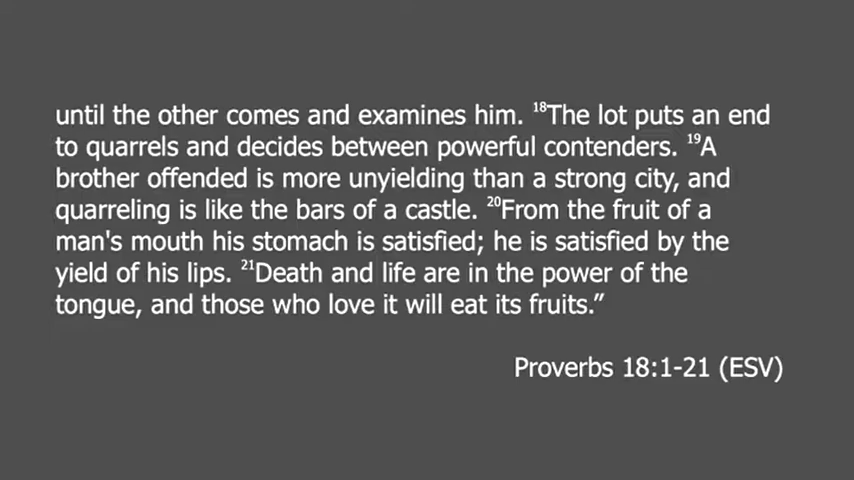 until the other comes and examines him. ¹⁸The lot puts an end
to quarrels and decides between powerful contenders. ¹⁹A
brother offended is more unyielding than a strong city, and
quarreling is like the bars of a castle. ²⁰From the fruit of a
man's mouth his stomach is satisfied; he is satisfied by the
yield of his lips. ²¹Death and life are in the power of the
tongue, and those who love it will eat its fruits.”
Proverbs 18:1-21 (ESV)